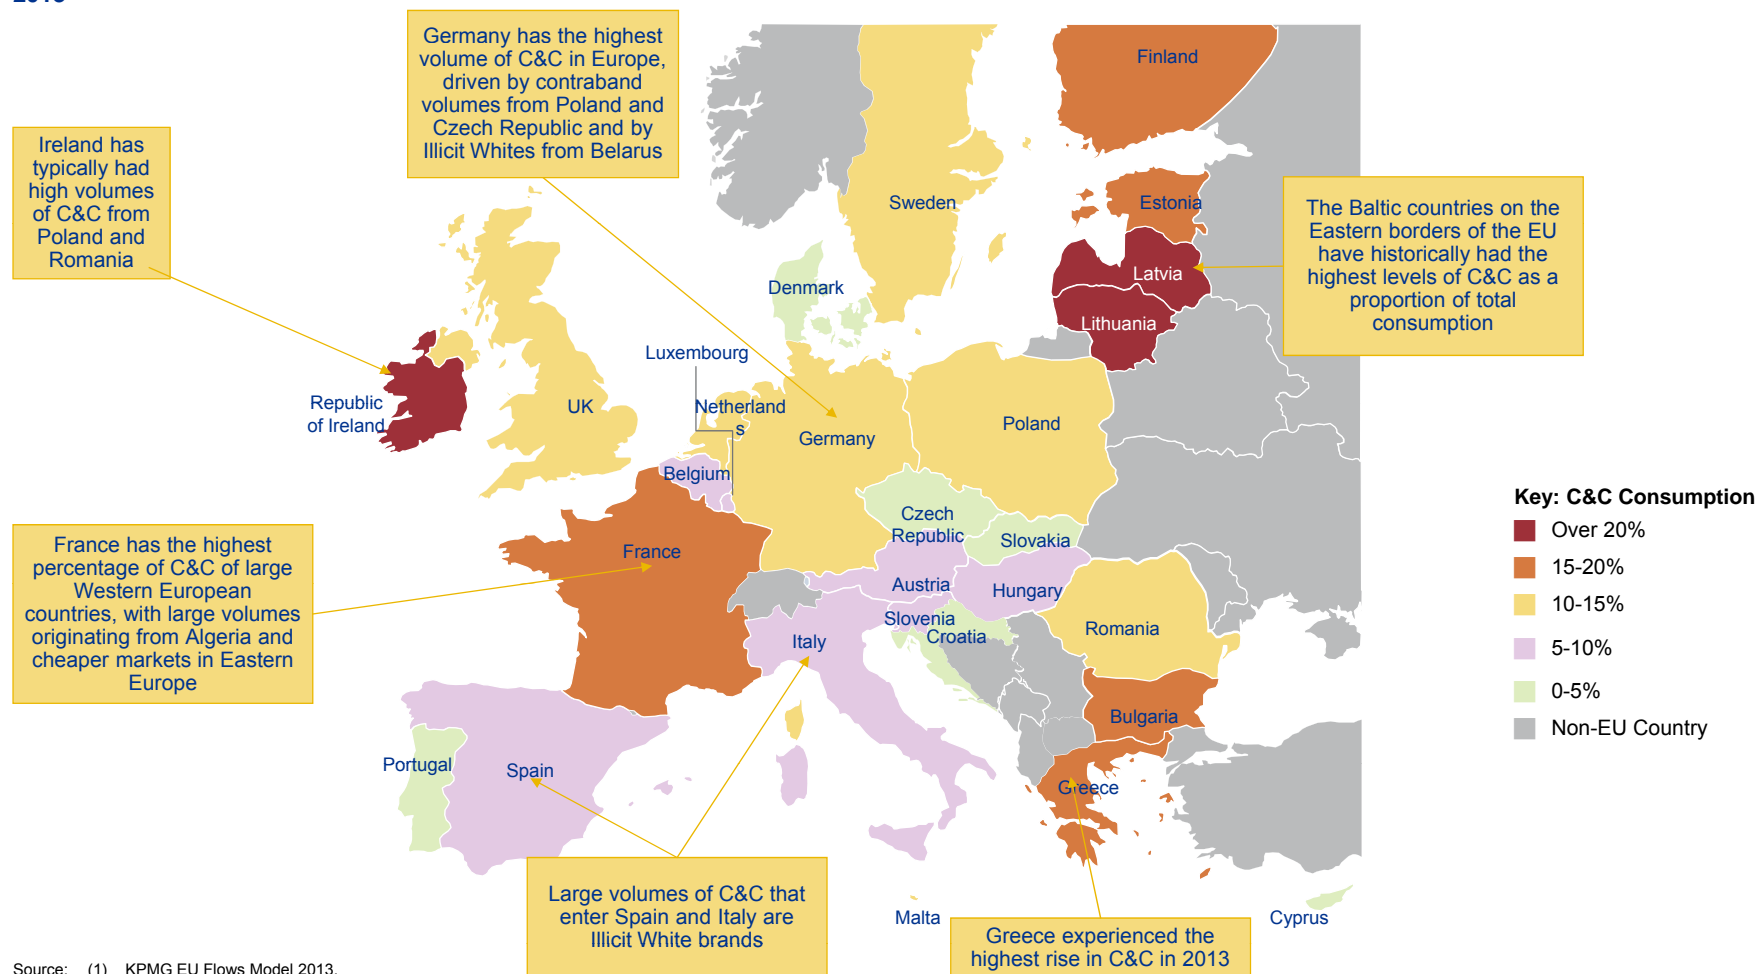 2013
Germany has the highest
volume of C&C in Europe,
driven by contraband
volumes from Poland and
Czech Republic and by
Illicit Whites from Belarus
Finland
Ireland has
typically had
high volumes
of C&C from
Poland and
Romania
Sweden
Estonia
The Baltic countries on the
Eastern borders of the EU
have historically had the
highest levels of C&C as a
proportion of total
consumption
Latvia
Denmark
Lithuania
Luxembourg
Republic
of Ireland
UK
Netherland
s
Germany
Poland
Belgium
Czech
Republic
Slovakia
France
Austria
Hungary
Slovenia
Croatia
Romania
Italy
Bulgaria
Portugal
Spain
Greece
Malta
Cyprus
France has the highest
percentage of C&C of large
Western European
countries, with large volumes
originating from Algeria and
cheaper markets in Eastern
Europe
Key: C&C Consumption
Over 20%
15-20%
10-15%
5-10%
0-5%
Non-EU Country
Large volumes of C&C that
enter Spain and Italy are
Illicit White brands
Greece experienced the
highest rise in C&C in 2013
Source: (1) KPMG EU Flows Model 2013.